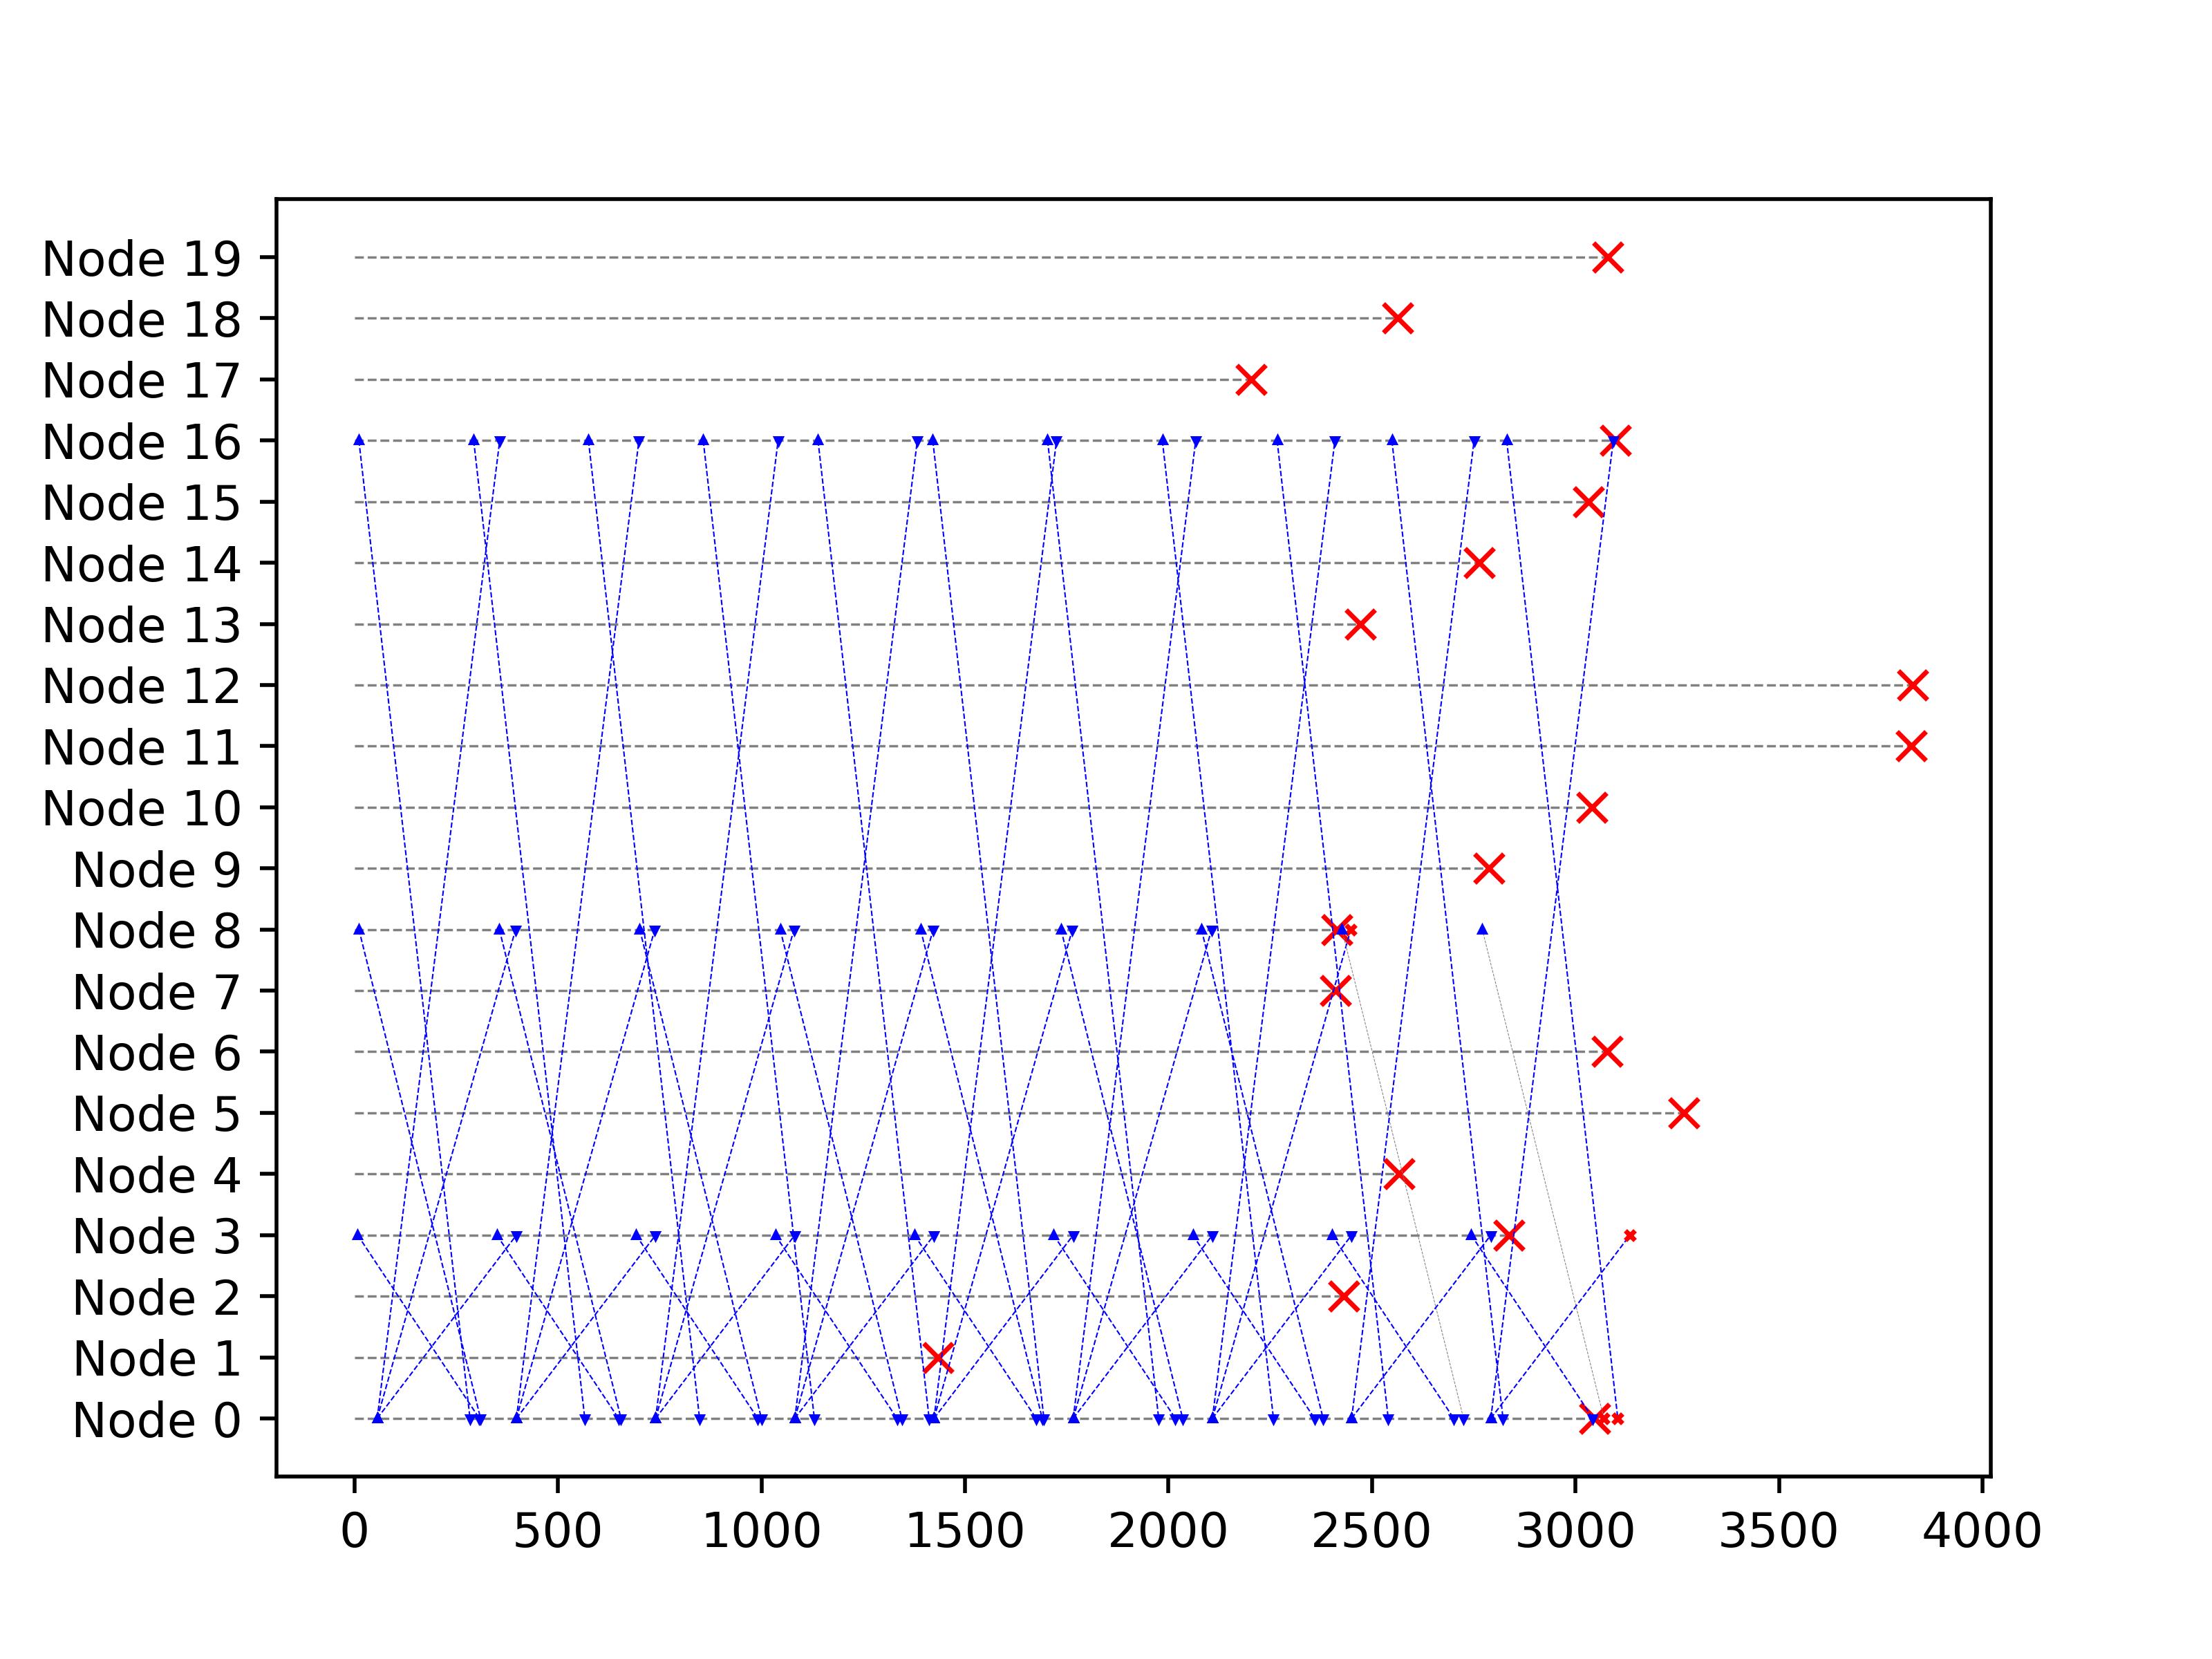 Node 19
Node 18
Node 17
Node 16
Node 15
Node 14
Node 13
Node 12
Node 11
Node 10
Node 9
Node 8
Node 7
Node 6
Node 5
Node 4
Node 3
Node 2
Node 1
Node 0
0 500 1000 1500 2000 2500 3000 3500 4000